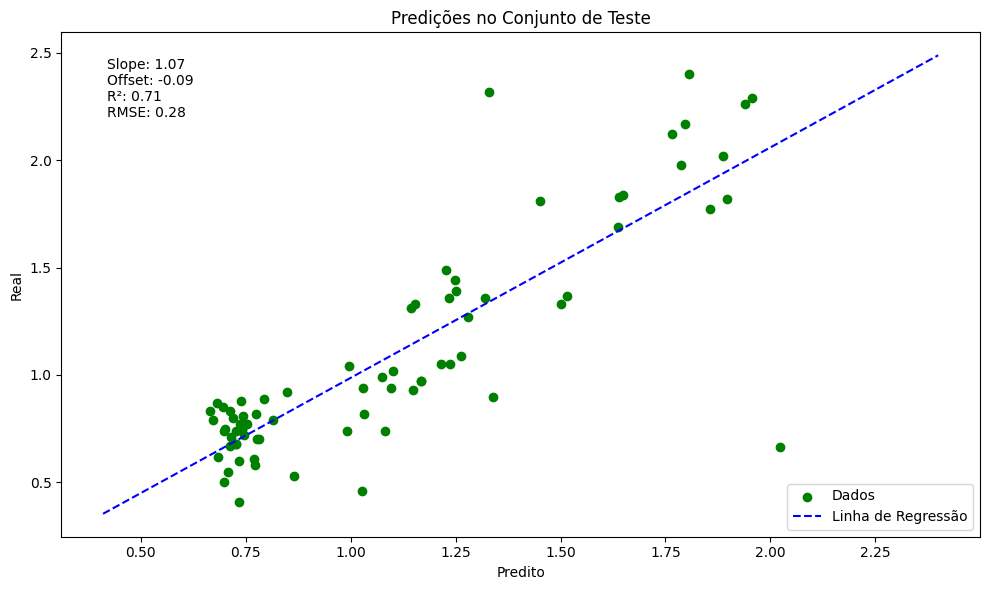 Predições no Conjunto de Teste
Slope: 1.07
Offset: -0.09
R²: 0.71
RMSE: 0.28
2.5
2.0
1.5
1.0
0.5
Real
0.50 0.75 1.00 1.25 1.50 1.75 2.00 2.25
Predito
Dados
Linha de Regressão